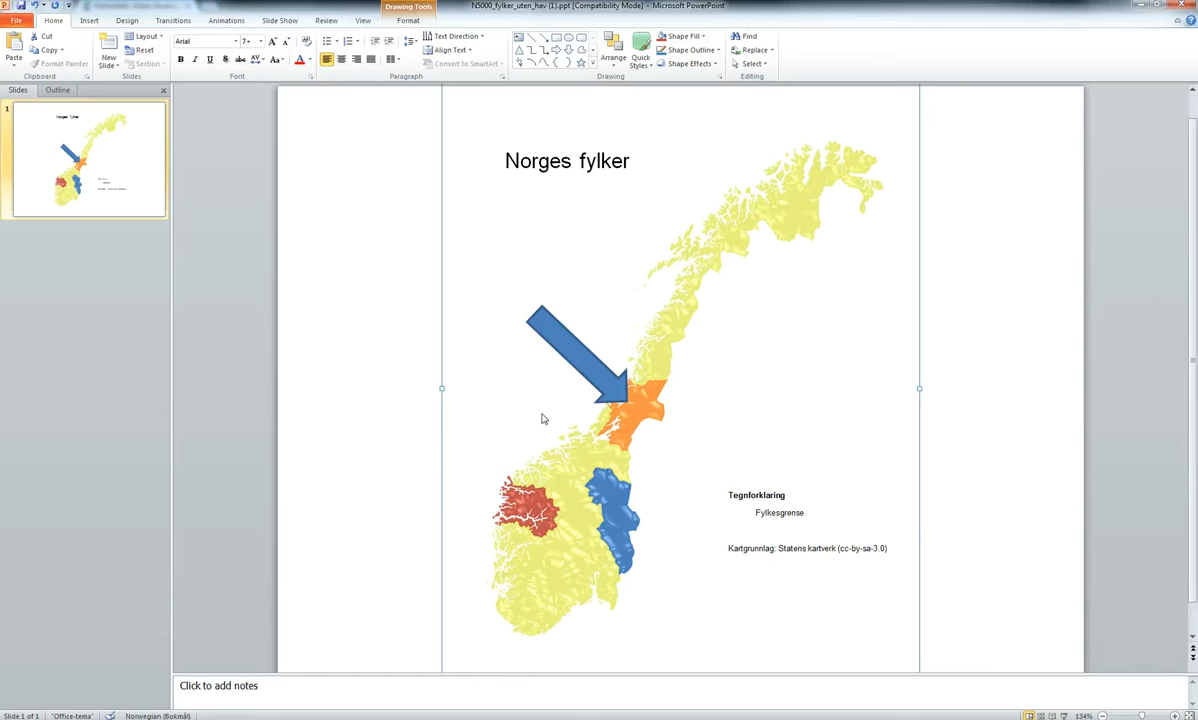 N5000_fylker_uten_hav (1).ppt [Compatibility Mode] - Microsoft PowerPoint
Drawing Tools
File Home Insert Design Transitions Animations Slide Show Review View Format
Paste
Cut
Copy
Format Painter
Clipboard
New Slide
Layout
Reset
Section
Slides
Arial 7+
Font
Text Direction
Align Text
Convert to SmartArt
Paragraph
Arrange
Quick Styles
Shape Fill
Shape Outline
Shape Effects
Drawing
Find
Replace
Select
Editing
Slides Outline
1
Norges fylker
Norges fylker
Tegnforklaring
Fylkesgrense
Kartgrunnlag: Statens kartverk (cc-by-sa-3.0)
Click to add notes
Slide 1 of 1 "Office-tema" Norwegian (Bokmål) 134%